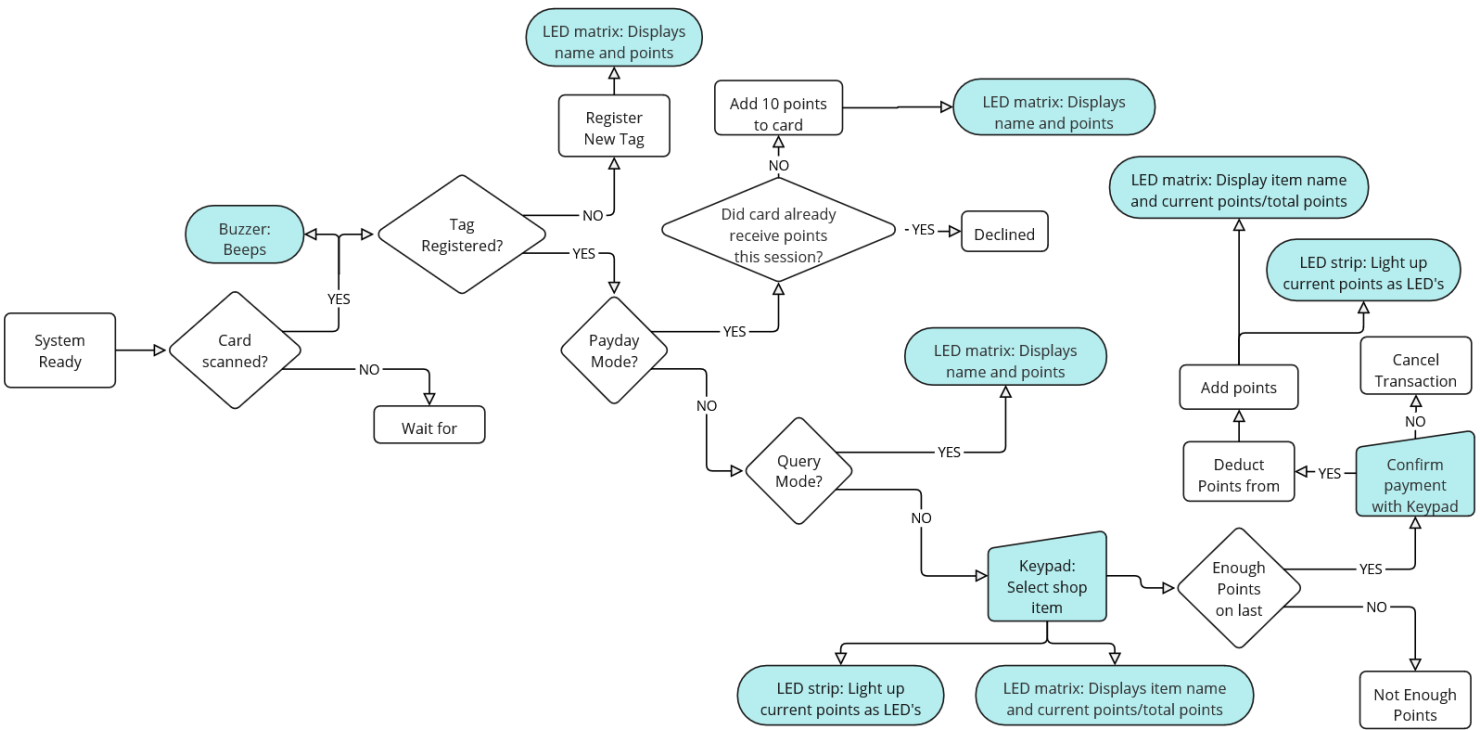 System
Ready
Card
scanned?
YES
NO
Buzzer:
Beeps
Wait for
Tag
Registered?
NO
YES
Register
New Tag
LED matrix: Displays
name and points
Payday
Mode?
YES
NO
Did card already
receive points
this session?
NO
YES
Add 10 points
to card
LED matrix: Displays
name and points
Declined
Query
Mode?
YES
NO
LED matrix: Displays
name and points
Keypad:
Select shop
item
LED strip: Light up
current points as LED's
LED matrix: Displays item name
and current points/total points
Enough
Points
on last
YES
NO
Not Enough
Points
Confirm
payment
with Keypad
NO
YES
Cancel
Transaction
Deduct
Points from
Add points
LED strip: Light up
current points as LED's
LED matrix: Display item name
and current points/total points